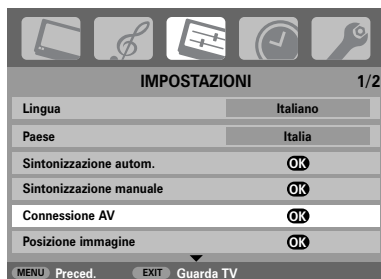 IMPOSTAZIONI 1/2
Lingua Italiano
Paese Italia
Sintonizzazione autom. OK
Sintonizzazione manuale OK
Connessione AV OK
Posizione immagine OK
MENU Preced. EXIT Guarda TV